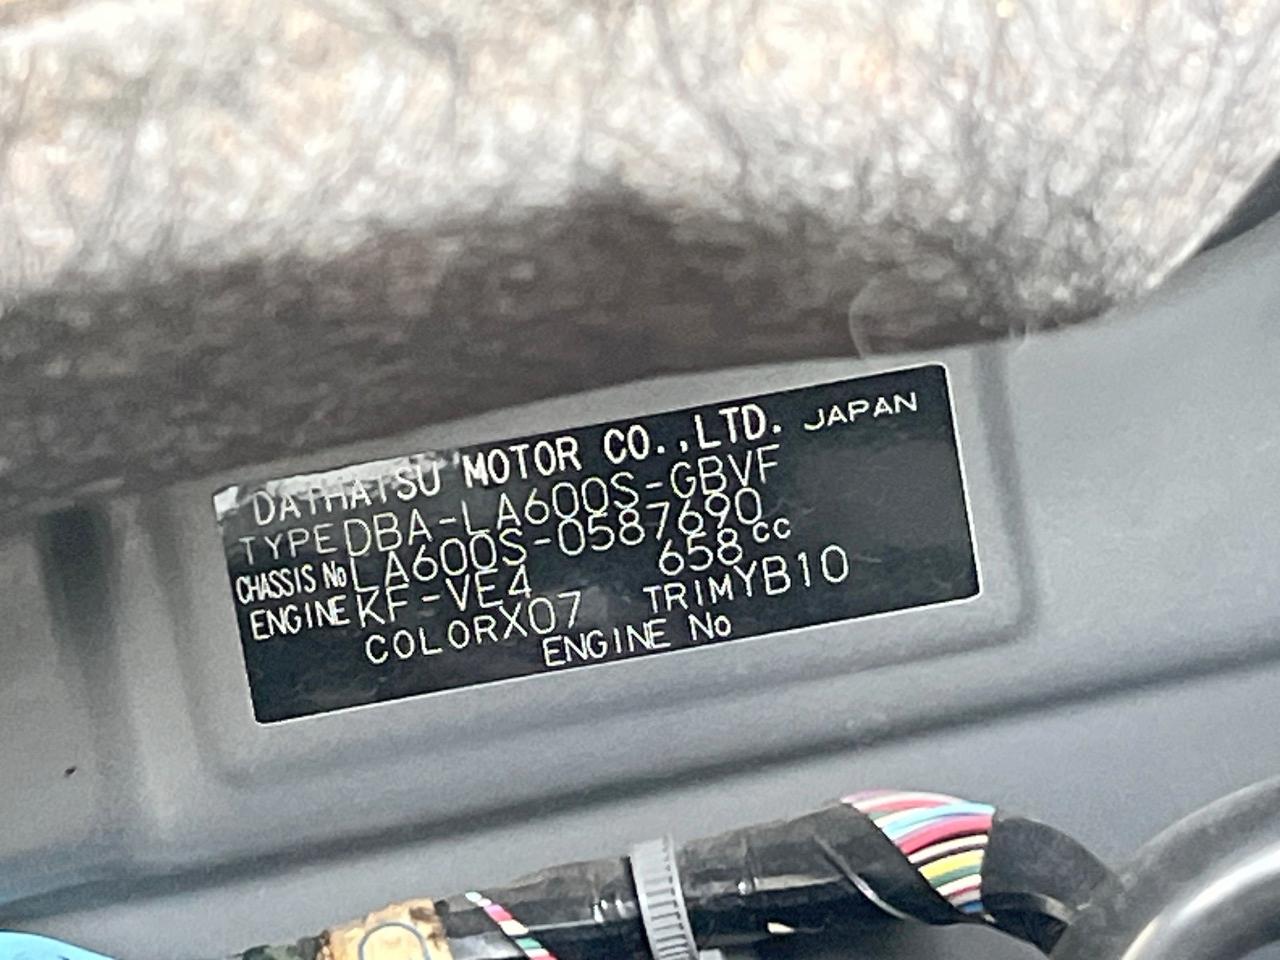 DAIHATSU MOTOR CO.,LTD. JAPAN
TYPE DBA-LA600S-GBVF
CHASSIS No LA600S-0587690
ENGINE KF-VE4 658cc
COLOR X07 TRIM YB10
ENGINE No